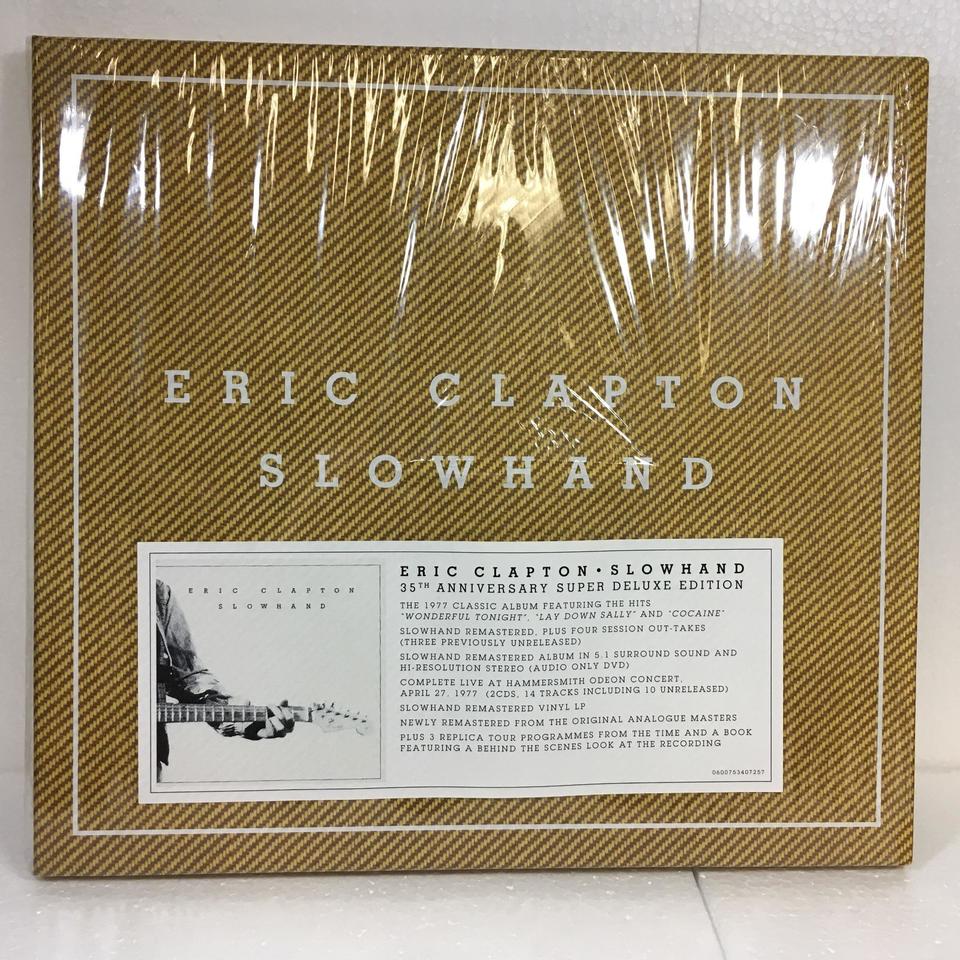 ERIC CLAPTON
SLOWHAND
ERIC CLAPTON
SLOWHAND
ERIC CLAPTON • SLOWHAND
35TH ANNIVERSARY SUPER DELUXE EDITION
THE 1977 CLASSIC ALBUM FEATURING THE HITS
"WONDERFUL TONIGHT", "LAY DOWN SALLY" AND "COCAINE"
SLOWHAND REMASTERED, PLUS FOUR SESSION OUT-TAKES
(THREE PREVIOUSLY UNRELEASED)
SLOWHAND REMASTERED ALBUM IN 5.1 SURROUND SOUND AND
HI-RESOLUTION STEREO (AUDIO ONLY DVD)
COMPLETE LIVE AT HAMMERSMITH ODEON CONCERT,
APRIL 27, 1977 (2CDS, 14 TRACKS INCLUDING 10 UNRELEASED)
SLOWHAND REMASTERED VINYL LP
NEWLY REMASTERED FROM THE ORIGINAL ANALOGUE MASTERS
PLUS 3 REPLICA TOUR PROGRAMMES FROM THE TIME AND A BOOK
FEATURING A BEHIND THE SCENES LOOK AT THE RECORDING
0600753407257